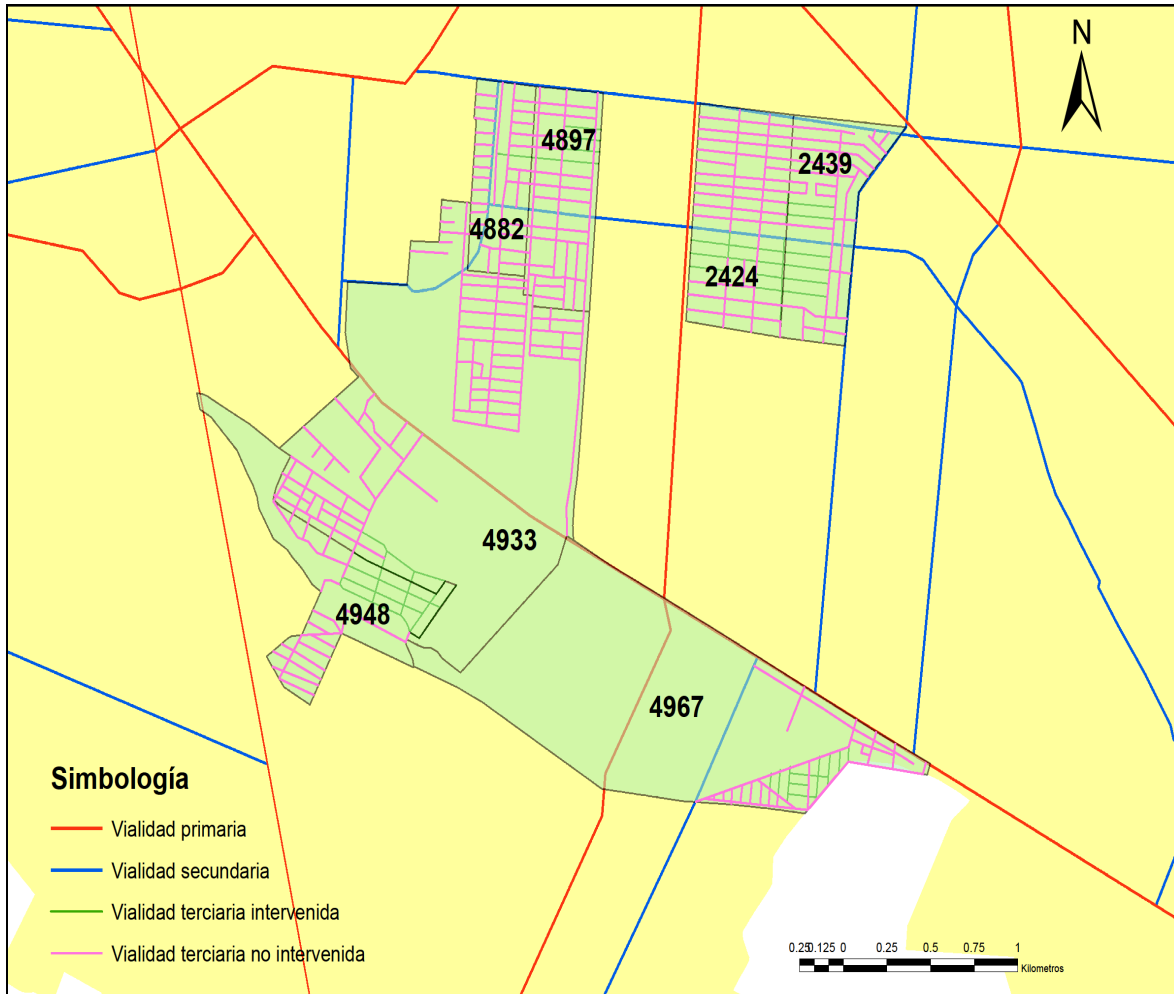 N
4897
2439
4882
2424
4933
4948
4967
Simbología
Vialidad primaria
Vialidad secundaria
Vialidad terciaria intervenida
Vialidad terciaria no intervenida
0.25 0.125 0 0.25 0.5 0.75 1
Kilometros